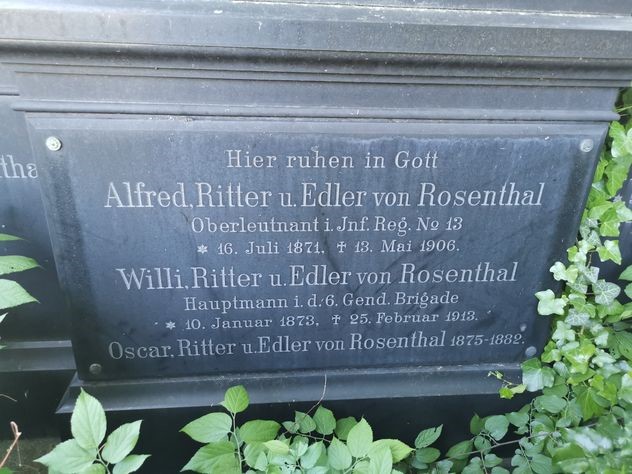 Hier ruhen in Gott
Alfred, Ritter u. Edler von Rosenthal
Oberleutnant i. Jnf. Reg. No 13
* 16. Juli 1871, ✝ 13. Mai 1906.
Willi, Ritter u. Edler von Rosenthal
Hauptmann i. d. 6. Gend. Brigade
* 10. Januar 1873, ✝ 25. Februar 1913.
Oscar, Ritter u. Edler von Rosenthal 1875-1882.